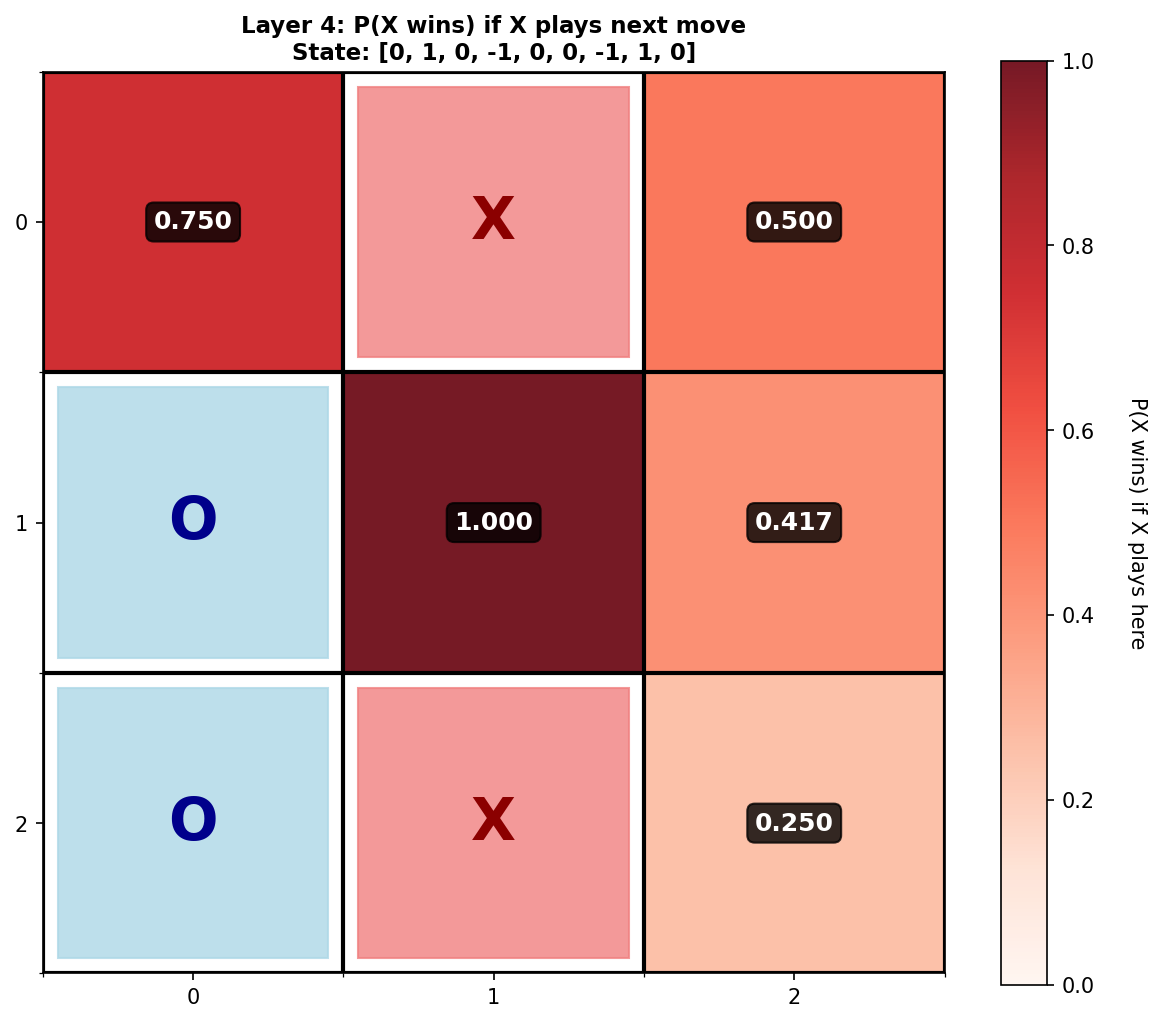 Layer 4: P(X wins) if X plays next move
State: [0, 1, 0, -1, 0, 0, -1, 1, 0]
0.750
X
0.500
O
1.000
0.417
O
X
0.250
0
1
2
0
1
2
1.0
0.8
0.6
0.4
0.2
0.0
P(X wins) if X plays here